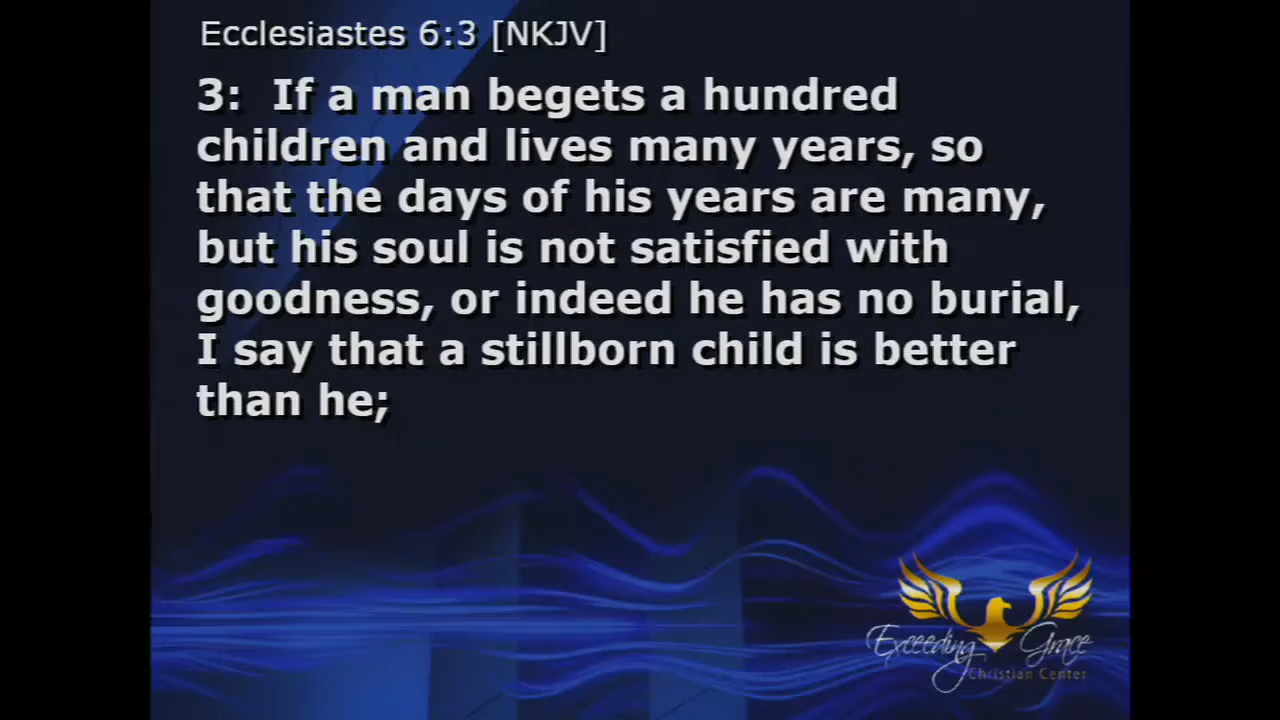 Ecclesiastes 6:3 [NKJV]
3: If a man begets a hundred
children and lives many years, so
that the days of his years are many,
but his soul is not satisfied with
goodness, or indeed he has no burial,
I say that a stillborn child is better
than he;
Exceeding Grace
Christian Center